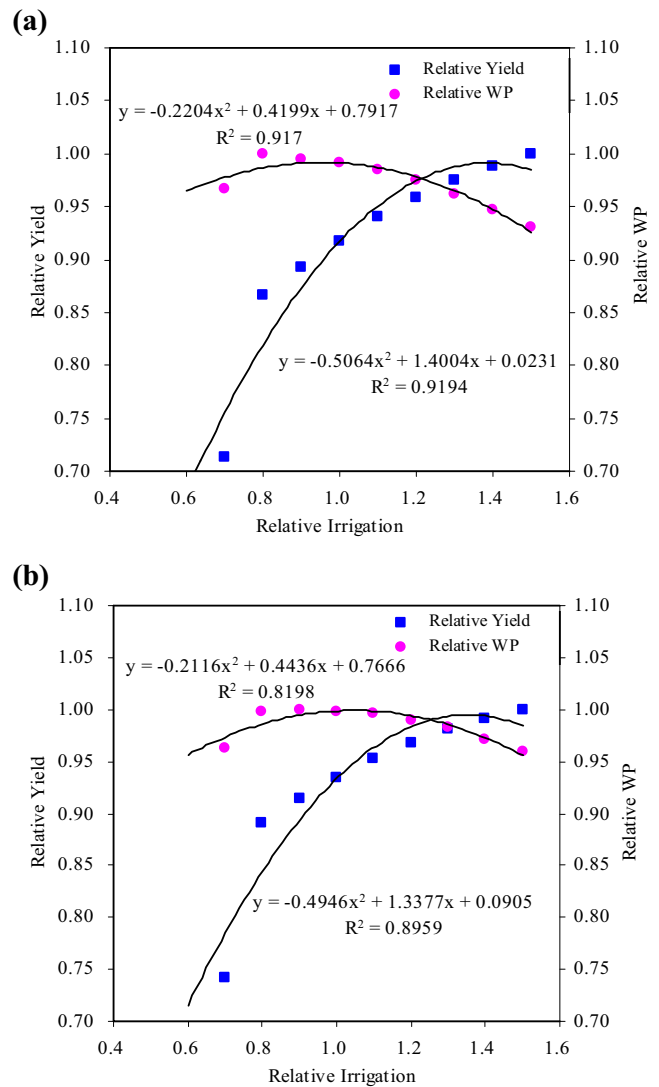 (a)
1.10 1.10
Relative Yield
1.05 Relative WP 1.05
y = -0.2204x² + 0.4199x + 0.7917
R² = 0.917
1.00 1.00
0.95 0.95
Relative Yield
Relative WP
0.90 0.90
0.85 0.85
0.80 y = -0.5064x² + 1.4004x + 0.0231 0.80
R² = 0.9194
0.75 0.75
0.70 0.70
0.4 0.6 0.8 1.0 1.2 1.4 1.6
Relative Irrigation
(b)
1.10 1.10
Relative Yield
1.05 Relative WP 1.05
y = -0.2116x² + 0.4436x + 0.7666
R² = 0.8198
1.00 1.00
0.95 0.95
Relative Yield
Relative WP
0.90 0.90
0.85 0.85
y = -0.4946x² + 1.3377x + 0.0905
0.80 0.80
R² = 0.8959
0.75 0.75
0.70 0.70
0.4 0.6 0.8 1.0 1.2 1.4 1.6
Relative Irrigation